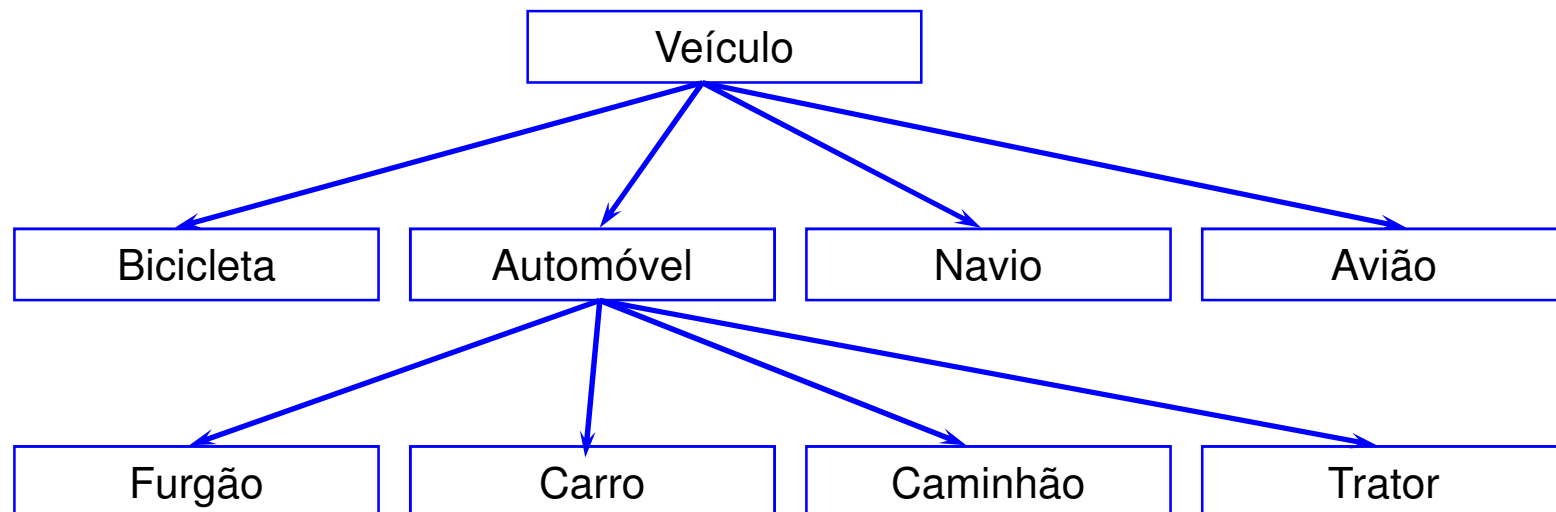 Veículo
Bicicleta
Automóvel
Navio
Avião
Furgão
Carro
Caminhão
Trator